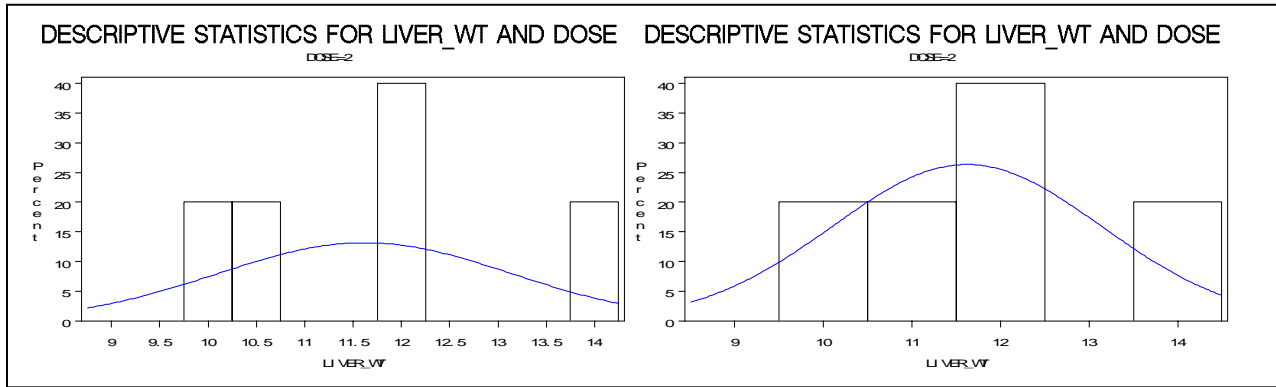 DESCRIPTIVE STATISTICS FOR LIVER_WT AND DOSE
DOSE=2
40
35
30
25
20
15
10
5
0
Percent
9 9.5 10 10.5 11 11.5 12 12.5 13 13.5 14
LIVER_WT
DESCRIPTIVE STATISTICS FOR LIVER_WT AND DOSE
DOSE=2
40
35
30
25
20
15
10
5
0
Percent
9 10 11 12 13 14
LIVER_WT